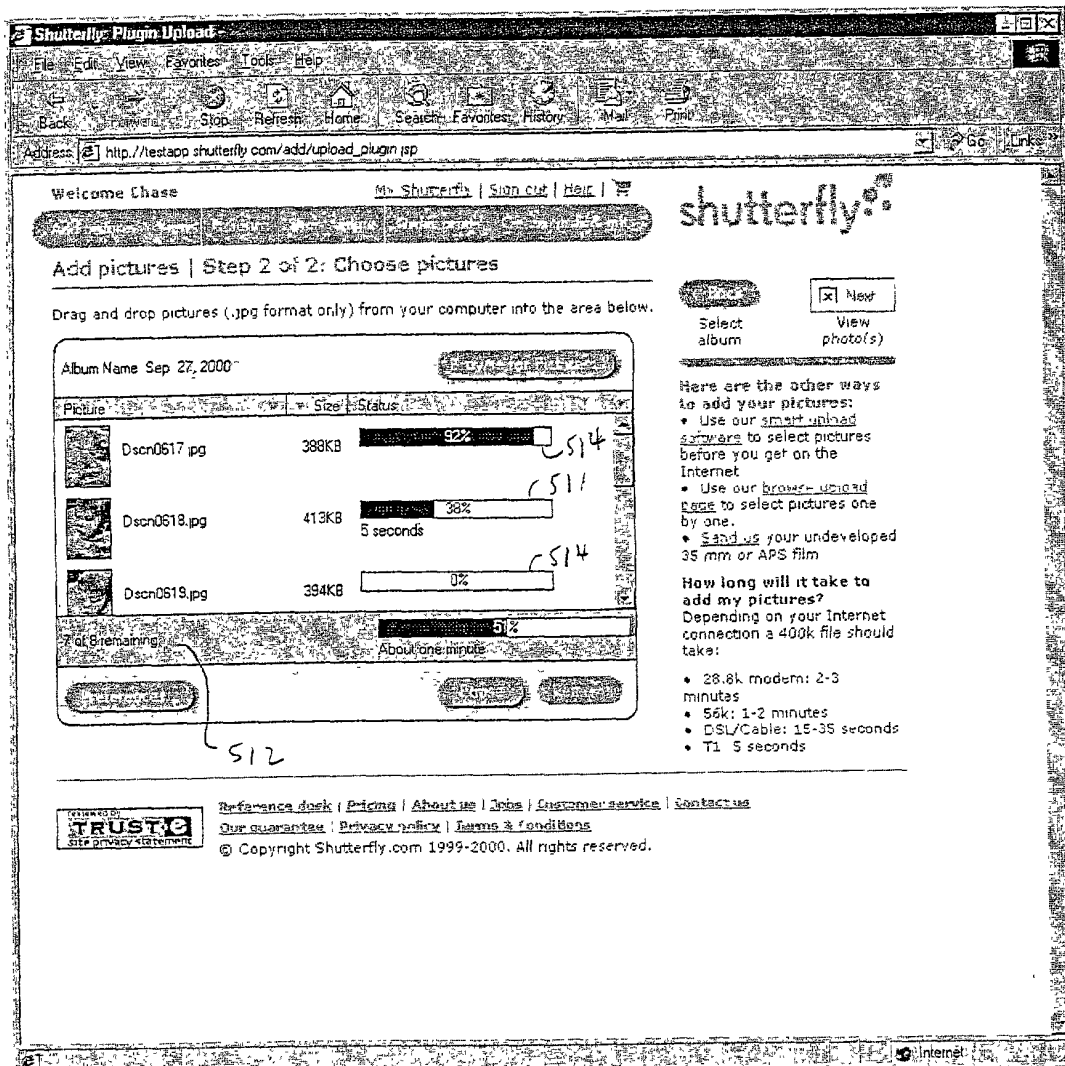 Shutterfly: Plugin Upload -
File Edit View Favorites Tools Help
Back Forward Stop Refresh Home Search Favorites History Mail Print
Address http://testapp shutterfly com/add/upload_plugin jsp Go Links »
Welcome Chase
My Shutterfly | Sign out | Help |
shutterfly
Add pictures | Step 2 of 2: Choose pictures
Drag and drop pictures (.jpg format only) from your computer into the area below.
Select album
Next
View photo(s)
Album Name Sep 27, 2000
Picture Size Status
Dscn0617 jpg 388KB 92%
514
511
Dscn0618.jpg 413KB 38%
5 seconds
514
Dscn0619.jpg 394KB 0%
7 of 8 remaining
%
About one minute
512
Here are the other ways
to add your pictures:
• Use our smart upload
software to select pictures
before you get on the
Internet
• Use our browse upload
page to select pictures one
by one.
• Send us your undeveloped
35 mm or APS film
How long will it take to
add my pictures?
Depending on your Internet
connection a 400k file should
take:
• 28.8k modem: 2-3
minutes
• 56k: 1-2 minutes
• DSL/Cable: 15-35 seconds
• T1 5 seconds
reviewed by
TRUSTe
site privacy statement
Reference desk | Pricing | About us | Jobs | Customer service | Contact us
Our guarantee | Privacy policy | Terms & Conditions
© Copyright Shutterfly.com 1999-2000. All rights reserved.
Internet